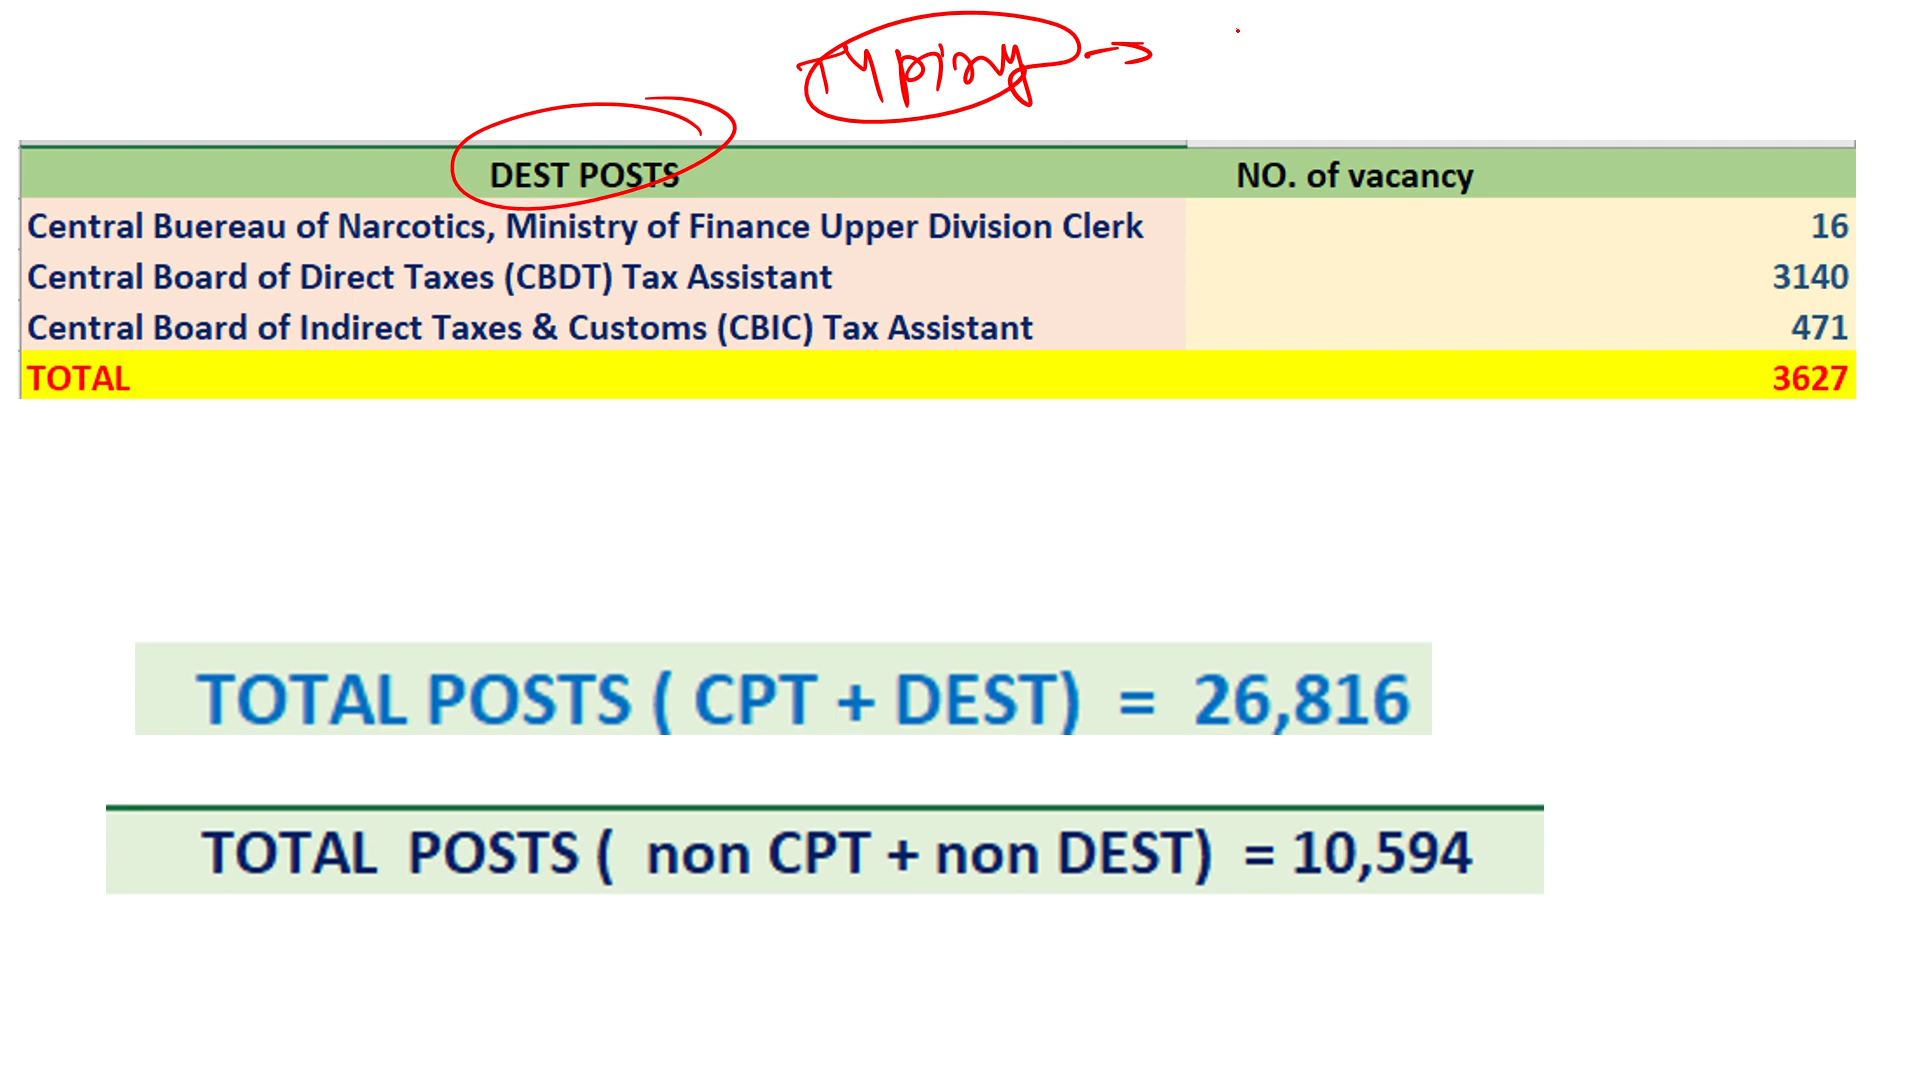 Typing →
DEST POSTS NO. of vacancy
Central Buereau of Narcotics, Ministry of Finance Upper Division Clerk 16
Central Board of Direct Taxes (CBDT) Tax Assistant 3140
Central Board of Indirect Taxes & Customs (CBIC) Tax Assistant 471
TOTAL 3627
TOTAL POSTS ( CPT + DEST) = 26,816
TOTAL POSTS ( non CPT + non DEST) = 10,594